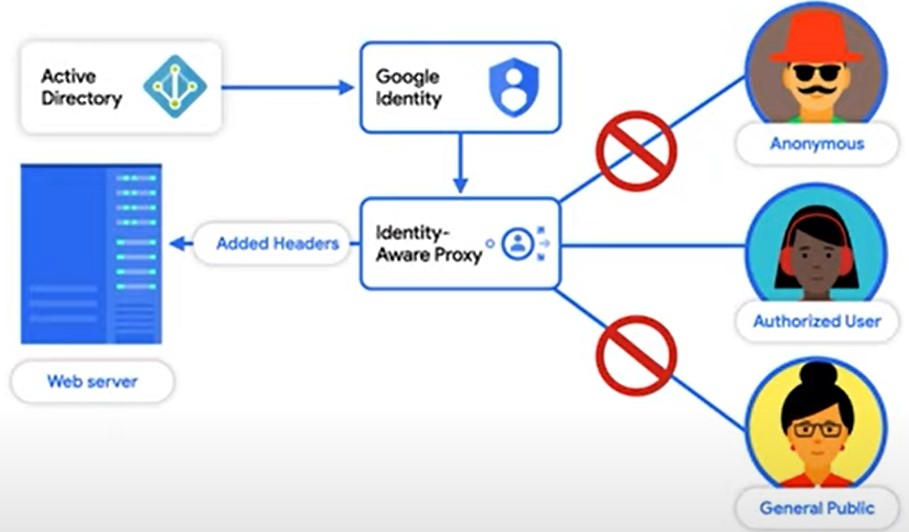 Active
Directory
Google
Identity
Anonymous
Added Headers
Identity-
Aware Proxy
Authorized User
Web server
General Public